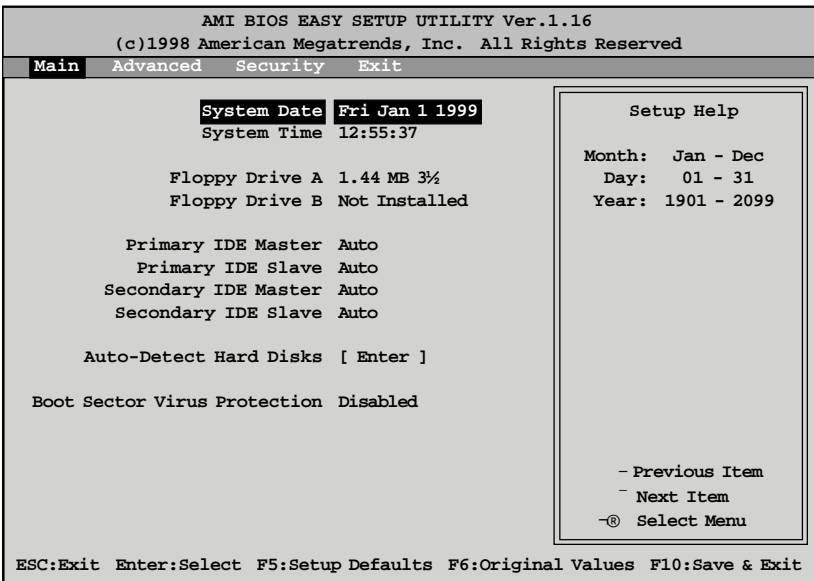 AMI BIOS EASY SETUP UTILITY Ver.1.16
(c)1998 American Megatrends, Inc. All Rights Reserved
Main Advanced Security Exit
System Date Fri Jan 1 1999
System Time 12:55:37
Floppy Drive A 1.44 MB 3½
Floppy Drive B Not Installed
Primary IDE Master Auto
Primary IDE Slave Auto
Secondary IDE Master Auto
Secondary IDE Slave Auto
Auto-Detect Hard Disks [ Enter ]
Boot Sector Virus Protection Disabled
Setup Help
Month: Jan - Dec
Day: 01 - 31
Year: 1901 - 2099
– Previous Item
¯ Next Item
¬® Select Menu
ESC:Exit Enter:Select F5:Setup Defaults F6:Original Values F10:Save & Exit